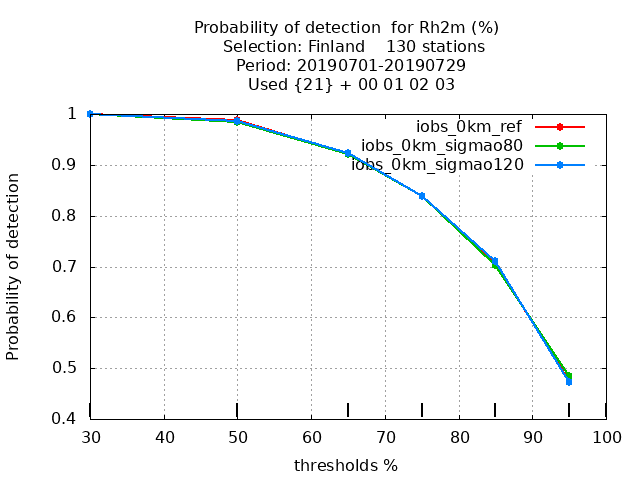 Probability of detection  for Rh2m (%)
Selection: Finland    130 stations
Period: 20190701-20190729
Used {21} + 00 01 02 03
iobs_0km_ref
iobs_0km_sigmao80
iobs_0km_sigmao120
Probability of detection
1
0.9
0.8
0.7
0.6
0.5
0.4
30 40 50 60 70 80 90 100
thresholds %